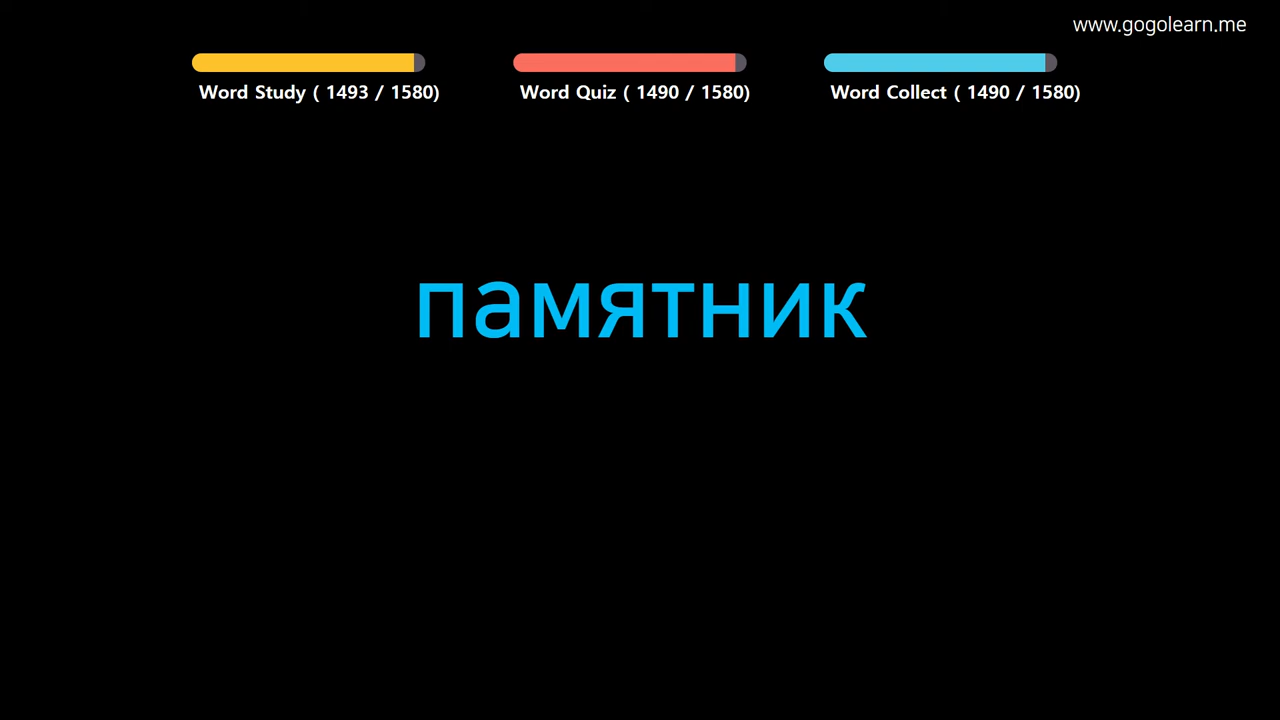 www.gogolearn.me
Word Study ( 1493 / 1580)
Word Quiz ( 1490 / 1580)
Word Collect ( 1490 / 1580)
памятник